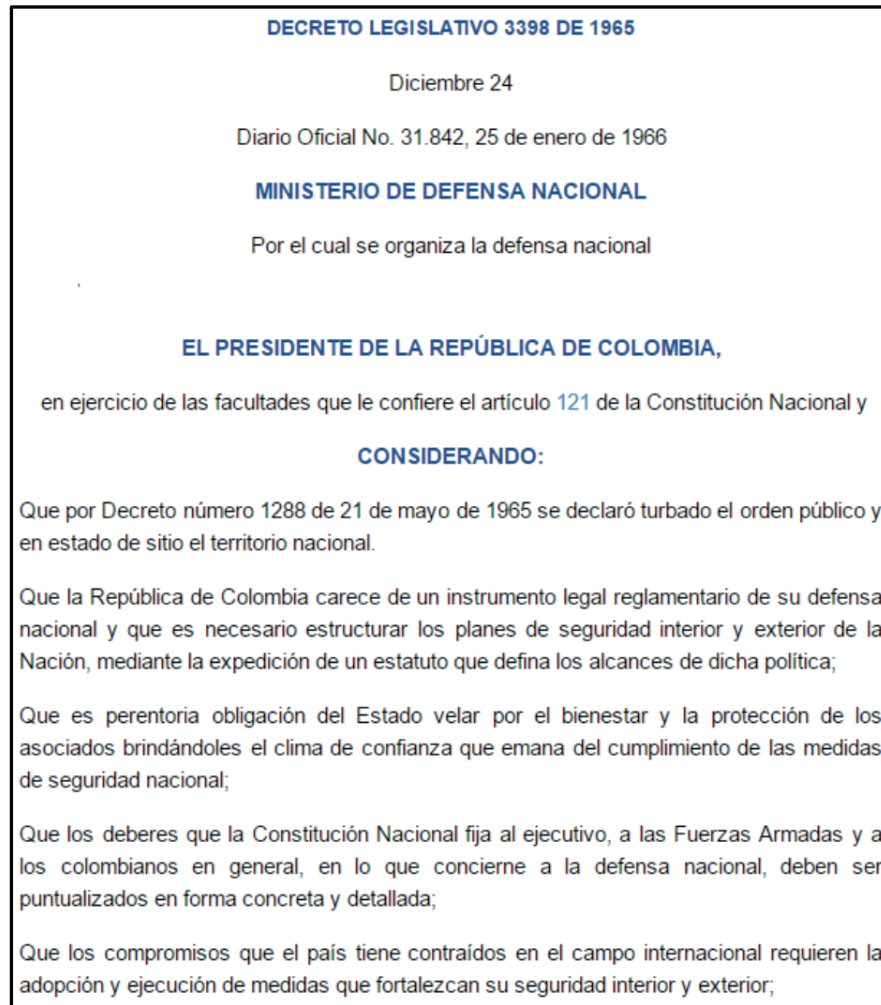 DECRETO LEGISLATIVO 3398 DE 1965
Diciembre 24
Diario Oficial No. 31.842, 25 de enero de 1966
MINISTERIO DE DEFENSA NACIONAL
Por el cual se organiza la defensa nacional
EL PRESIDENTE DE LA REPÚBLICA DE COLOMBIA,
en ejercicio de las facultades que le confiere el artículo 121 de la Constitución Nacional y
CONSIDERANDO:
Que por Decreto número 1288 de 21 de mayo de 1965 se declaró turbado el orden público y
en estado de sitio el territorio nacional.
Que la República de Colombia carece de un instrumento legal reglamentario de su defensa
nacional y que es necesario estructurar los planes de seguridad interior y exterior de la
Nación, mediante la expedición de un estatuto que defina los alcances de dicha política;
Que es perentoria obligación del Estado velar por el bienestar y la protección de los
asociados brindándoles el clima de confianza que emana del cumplimiento de las medidas
de seguridad nacional;
Que los deberes que la Constitución Nacional fija al ejecutivo, a las Fuerzas Armadas y a
los colombianos en general, en lo que concierne a la defensa nacional, deben ser
puntualizados en forma concreta y detallada;
Que los compromisos que el país tiene contraídos en el campo internacional requieren la
adopción y ejecución de medidas que fortalezcan su seguridad interior y exterior;